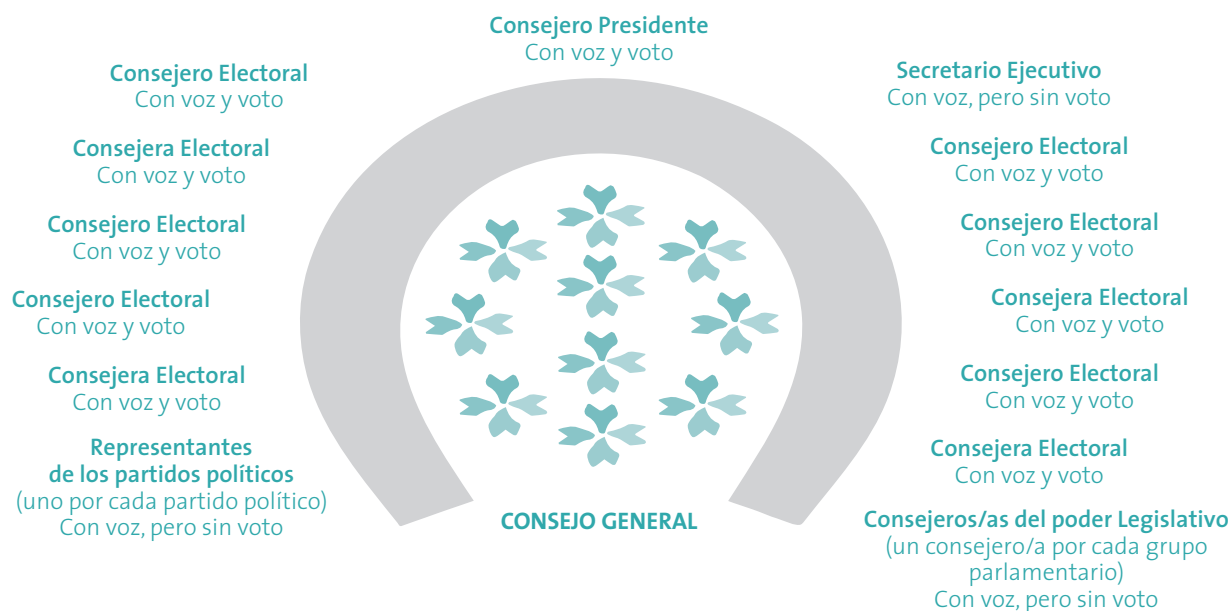 Consejero Presidente
Con voz y voto
Consejero Electoral
Con voz y voto
Consejera Electoral
Con voz y voto
Consejero Electoral
Con voz y voto
Consejero Electoral
Con voz y voto
Consejera Electoral
Con voz y voto
Representantes
de los partidos políticos
(uno por cada partido político)
Con voz, pero sin voto
Secretario Ejecutivo
Con voz, pero sin voto
Consejero Electoral
Con voz y voto
Consejero Electoral
Con voz y voto
Consejera Electoral
Con voz y voto
Consejero Electoral
Con voz y voto
Consejera Electoral
Con voz y voto
Consejeros/as del poder Legislativo
(un consejero/a por cada grupo
parlamentario)
Con voz, pero sin voto
CONSEJO GENERAL